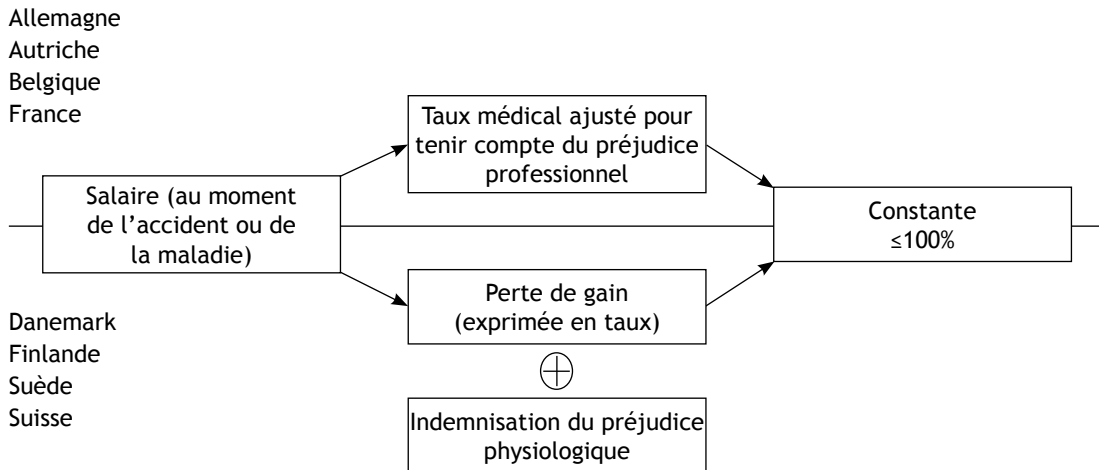 Allemagne
Autriche
Belgique
France
Taux médical ajusté pour
tenir compte du préjudice
professionnel
Salaire (au moment
de l’accident ou de
la maladie)
Constante
≤100%
Perte de gain
(exprimée en taux)
Danemark
Finlande
Suède
Suisse
Indemnisation du préjudice
physiologique